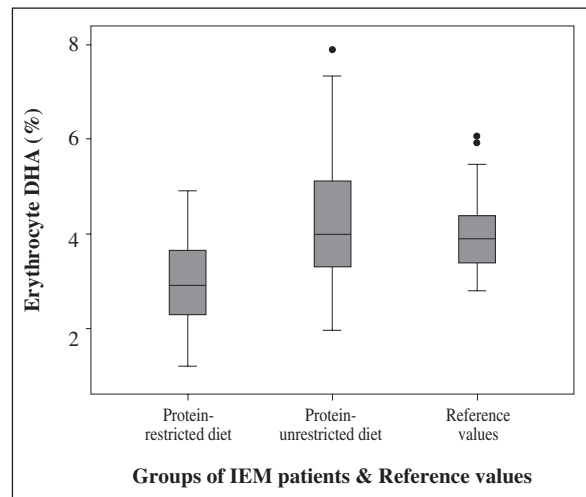 Erythrocyte DHA (%)
8
6
4
2
Protein-
restricted diet
Protein-
unrestricted diet
Reference
values
Groups of IEM patients & Reference values